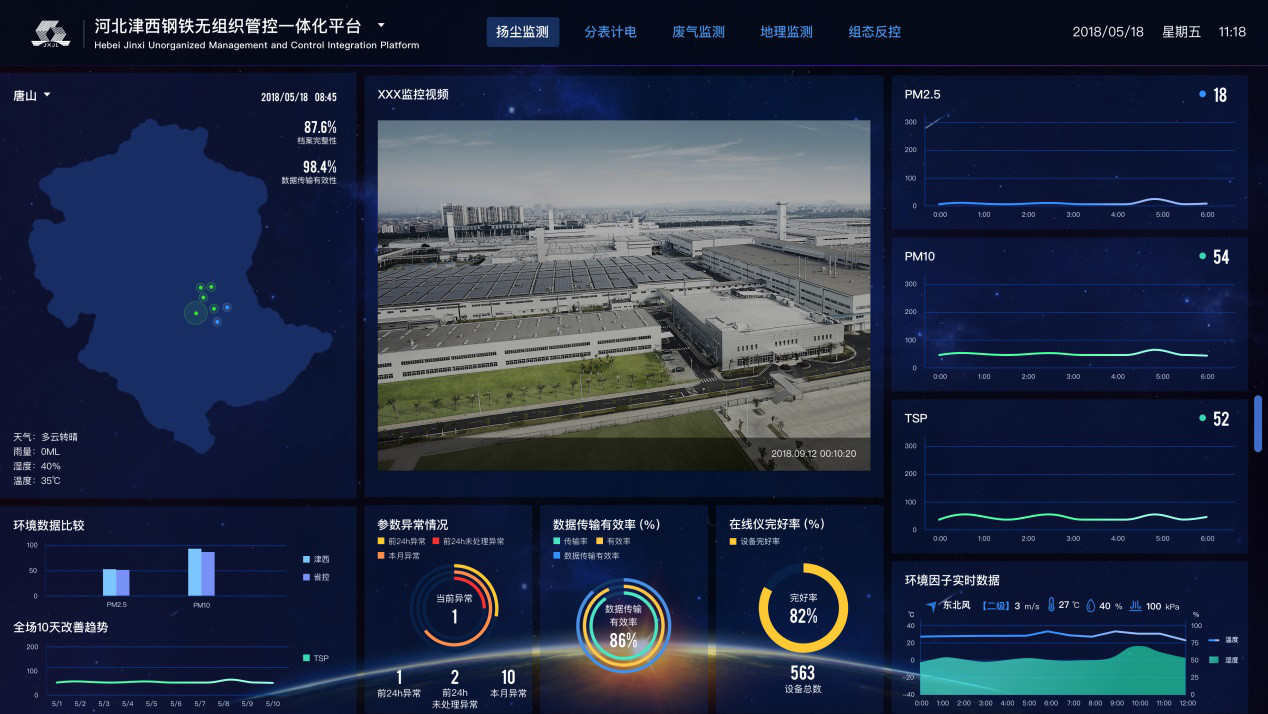 河北津西钢铁无组织管控一体化平台
Hebei Jinxi Unorganized Management and Control Integration Platform
JXJL
扬尘监测 分表计电 废气监测 地理监测 组态反控
2018/05/18 星期五 11:18
唐山
2018/05/18 08:45
87.6%
档案完整性
98.4%
数据传输有效性
天气: 多云转晴
雨量: 0ML
湿度: 40%
温度: 35℃
XXX监控视频
2018.09.12 00:10:20
PM2.5
18
300
200
100
0
0:00 1:00 2:00 3:00 4:00 5:00 6:00
PM10
54
300
200
100
0
0:00 1:00 2:00 3:00 4:00 5:00 6:00
TSP
52
300
200
100
0
0:00 1:00 2:00 3:00 4:00 5:00 6:00
环境数据比较
100
50
0
PM2.5 PM10
津西
省控
全场10天改善趋势
200
100
0
5/1 5/2 5/3 5/4 5/5 5/6 5/7 5/8 5/9 5/10
TSP
参数异常情况
前24h异常 前24h未处理异常
本月异常
当前异常
1
1 2 10
前24h异常 前24h 本月异常
未处理异常
数据传输有效率 (%)
传输率 有效率
数据传输有效率
数据传输
有效率
86%
在线仪完好率 (%)
设备完好率
完好率
82%
563
设备总数
环境因子实时数据
东北风 【二级】 3 m/s 27 ℃ 40 % 100 kPa
℃ %
40 100
20 75
0 50
-20 25
-40 0
0:00 1:00 2:00 3:00 4:00 5:00 6:00 7:00 8:00 9:00 10:00 11:00 12:00
温度
湿度